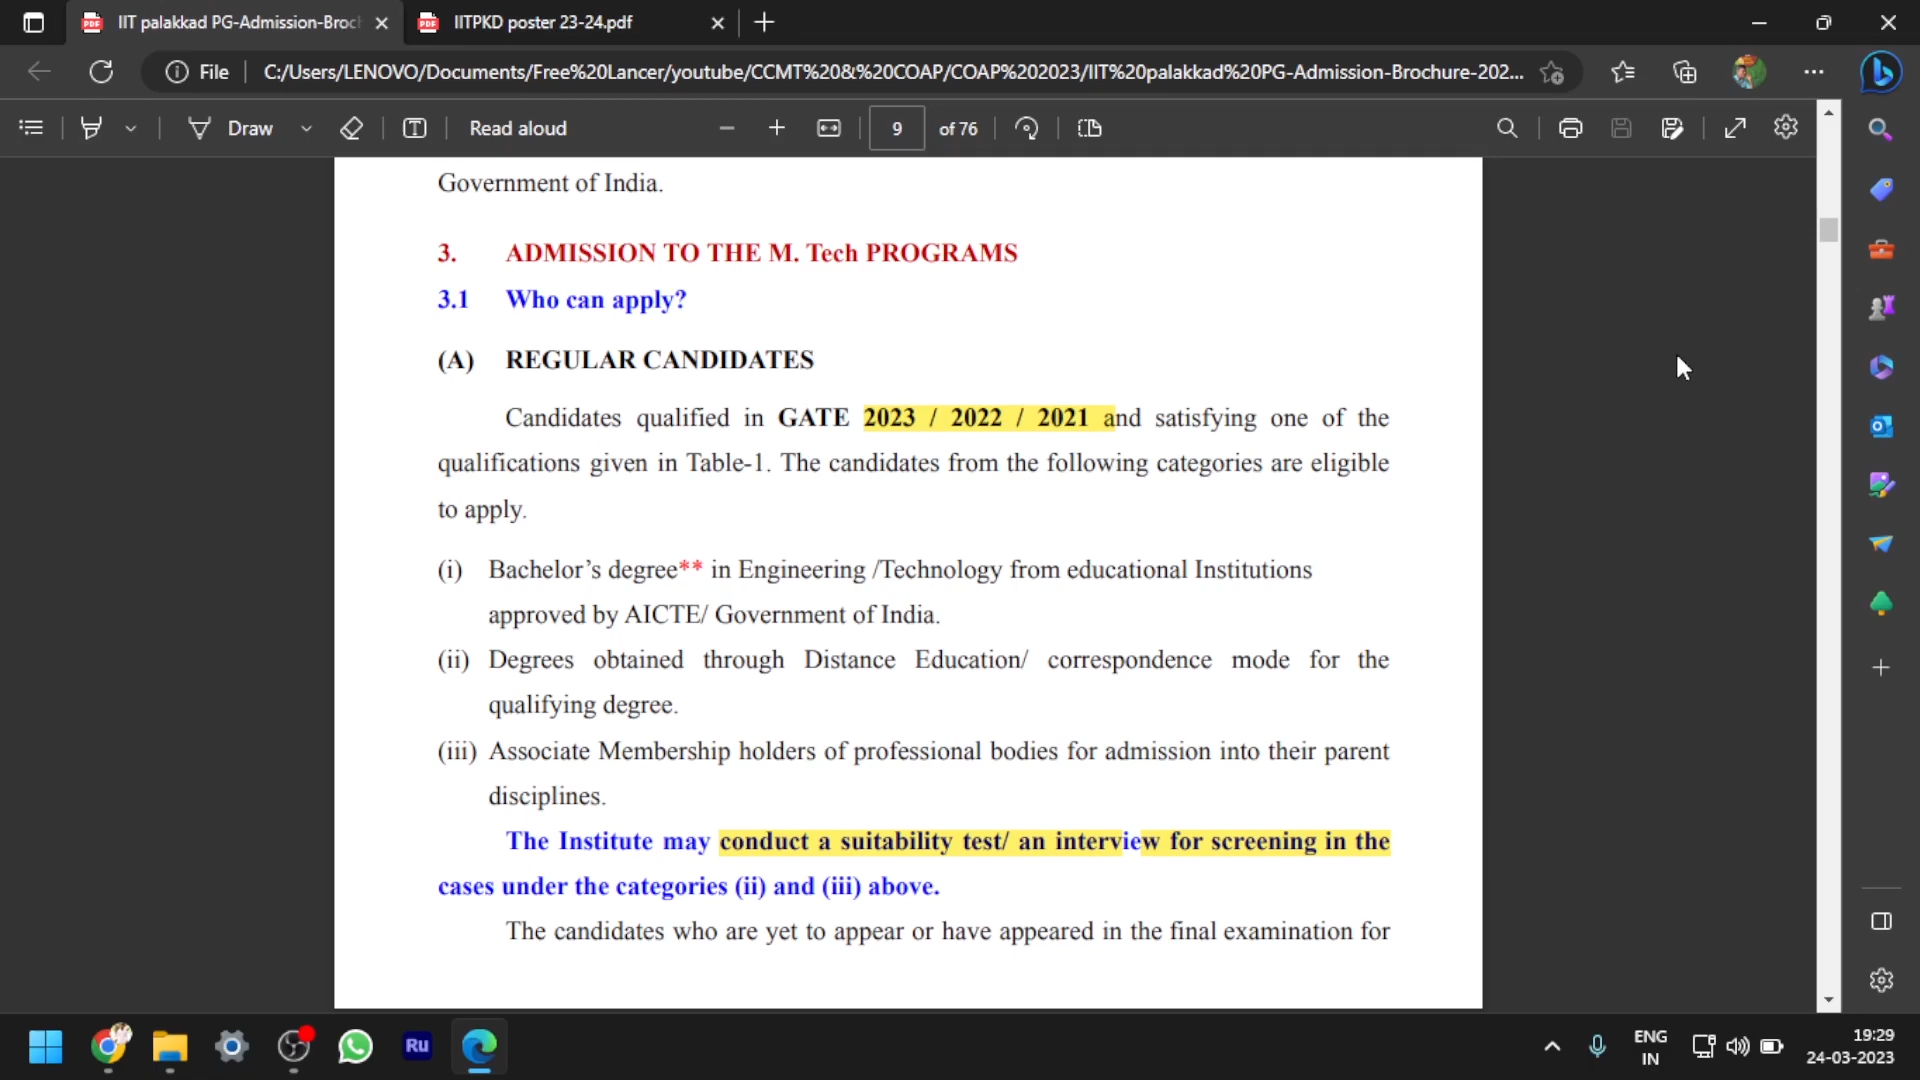 IIT palakkad PG-Admission-Broc
IITPKD poster 23-24.pdf
File
C:/Users/LENOVO/Documents/Free%20Lancer/youtube/CCMT%20&%20COAP/COAP%202023/IIT%20palakkad%20PG-Admission-Brochure-202...
Draw
Read aloud
9
of 76
Government of India.
3. ADMISSION TO THE M. Tech PROGRAMS
3.1 Who can apply?
(A) REGULAR CANDIDATES
Candidates qualified in GATE 2023 / 2022 / 2021 and satisfying one of the
qualifications given in Table-1. The candidates from the following categories are eligible
to apply.
(i) Bachelor’s degree** in Engineering /Technology from educational Institutions
approved by AICTE/ Government of India.
(ii) Degrees obtained through Distance Education/ correspondence mode for the
qualifying degree.
(iii) Associate Membership holders of professional bodies for admission into their parent
disciplines.
The Institute may conduct a suitability test/ an interview for screening in the
cases under the categories (ii) and (iii) above.
The candidates who are yet to appear or have appeared in the final examination for
Ru
ENG
IN
19:29
24-03-2023